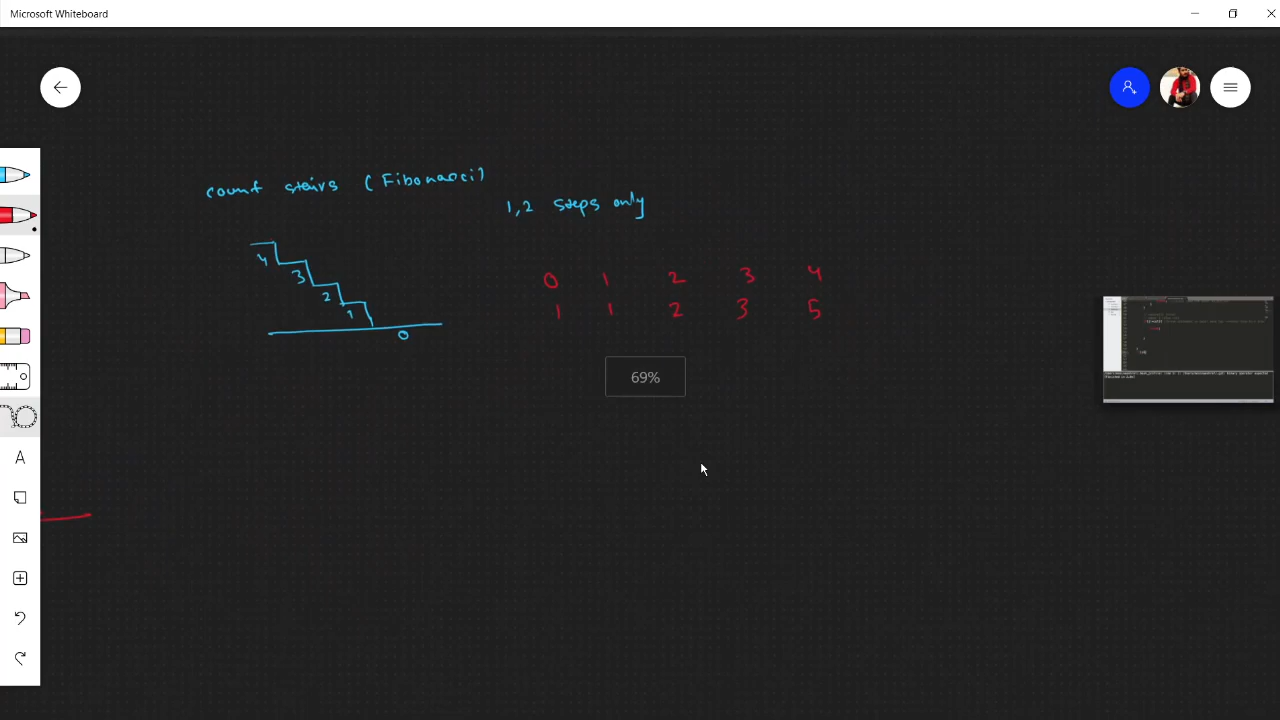 Microsoft Whiteboard
count stairs (Fibonacci)
1,2 steps only
4
3
2
1
0
0 1 2 3 4
1 1 2 3 5
69%
A